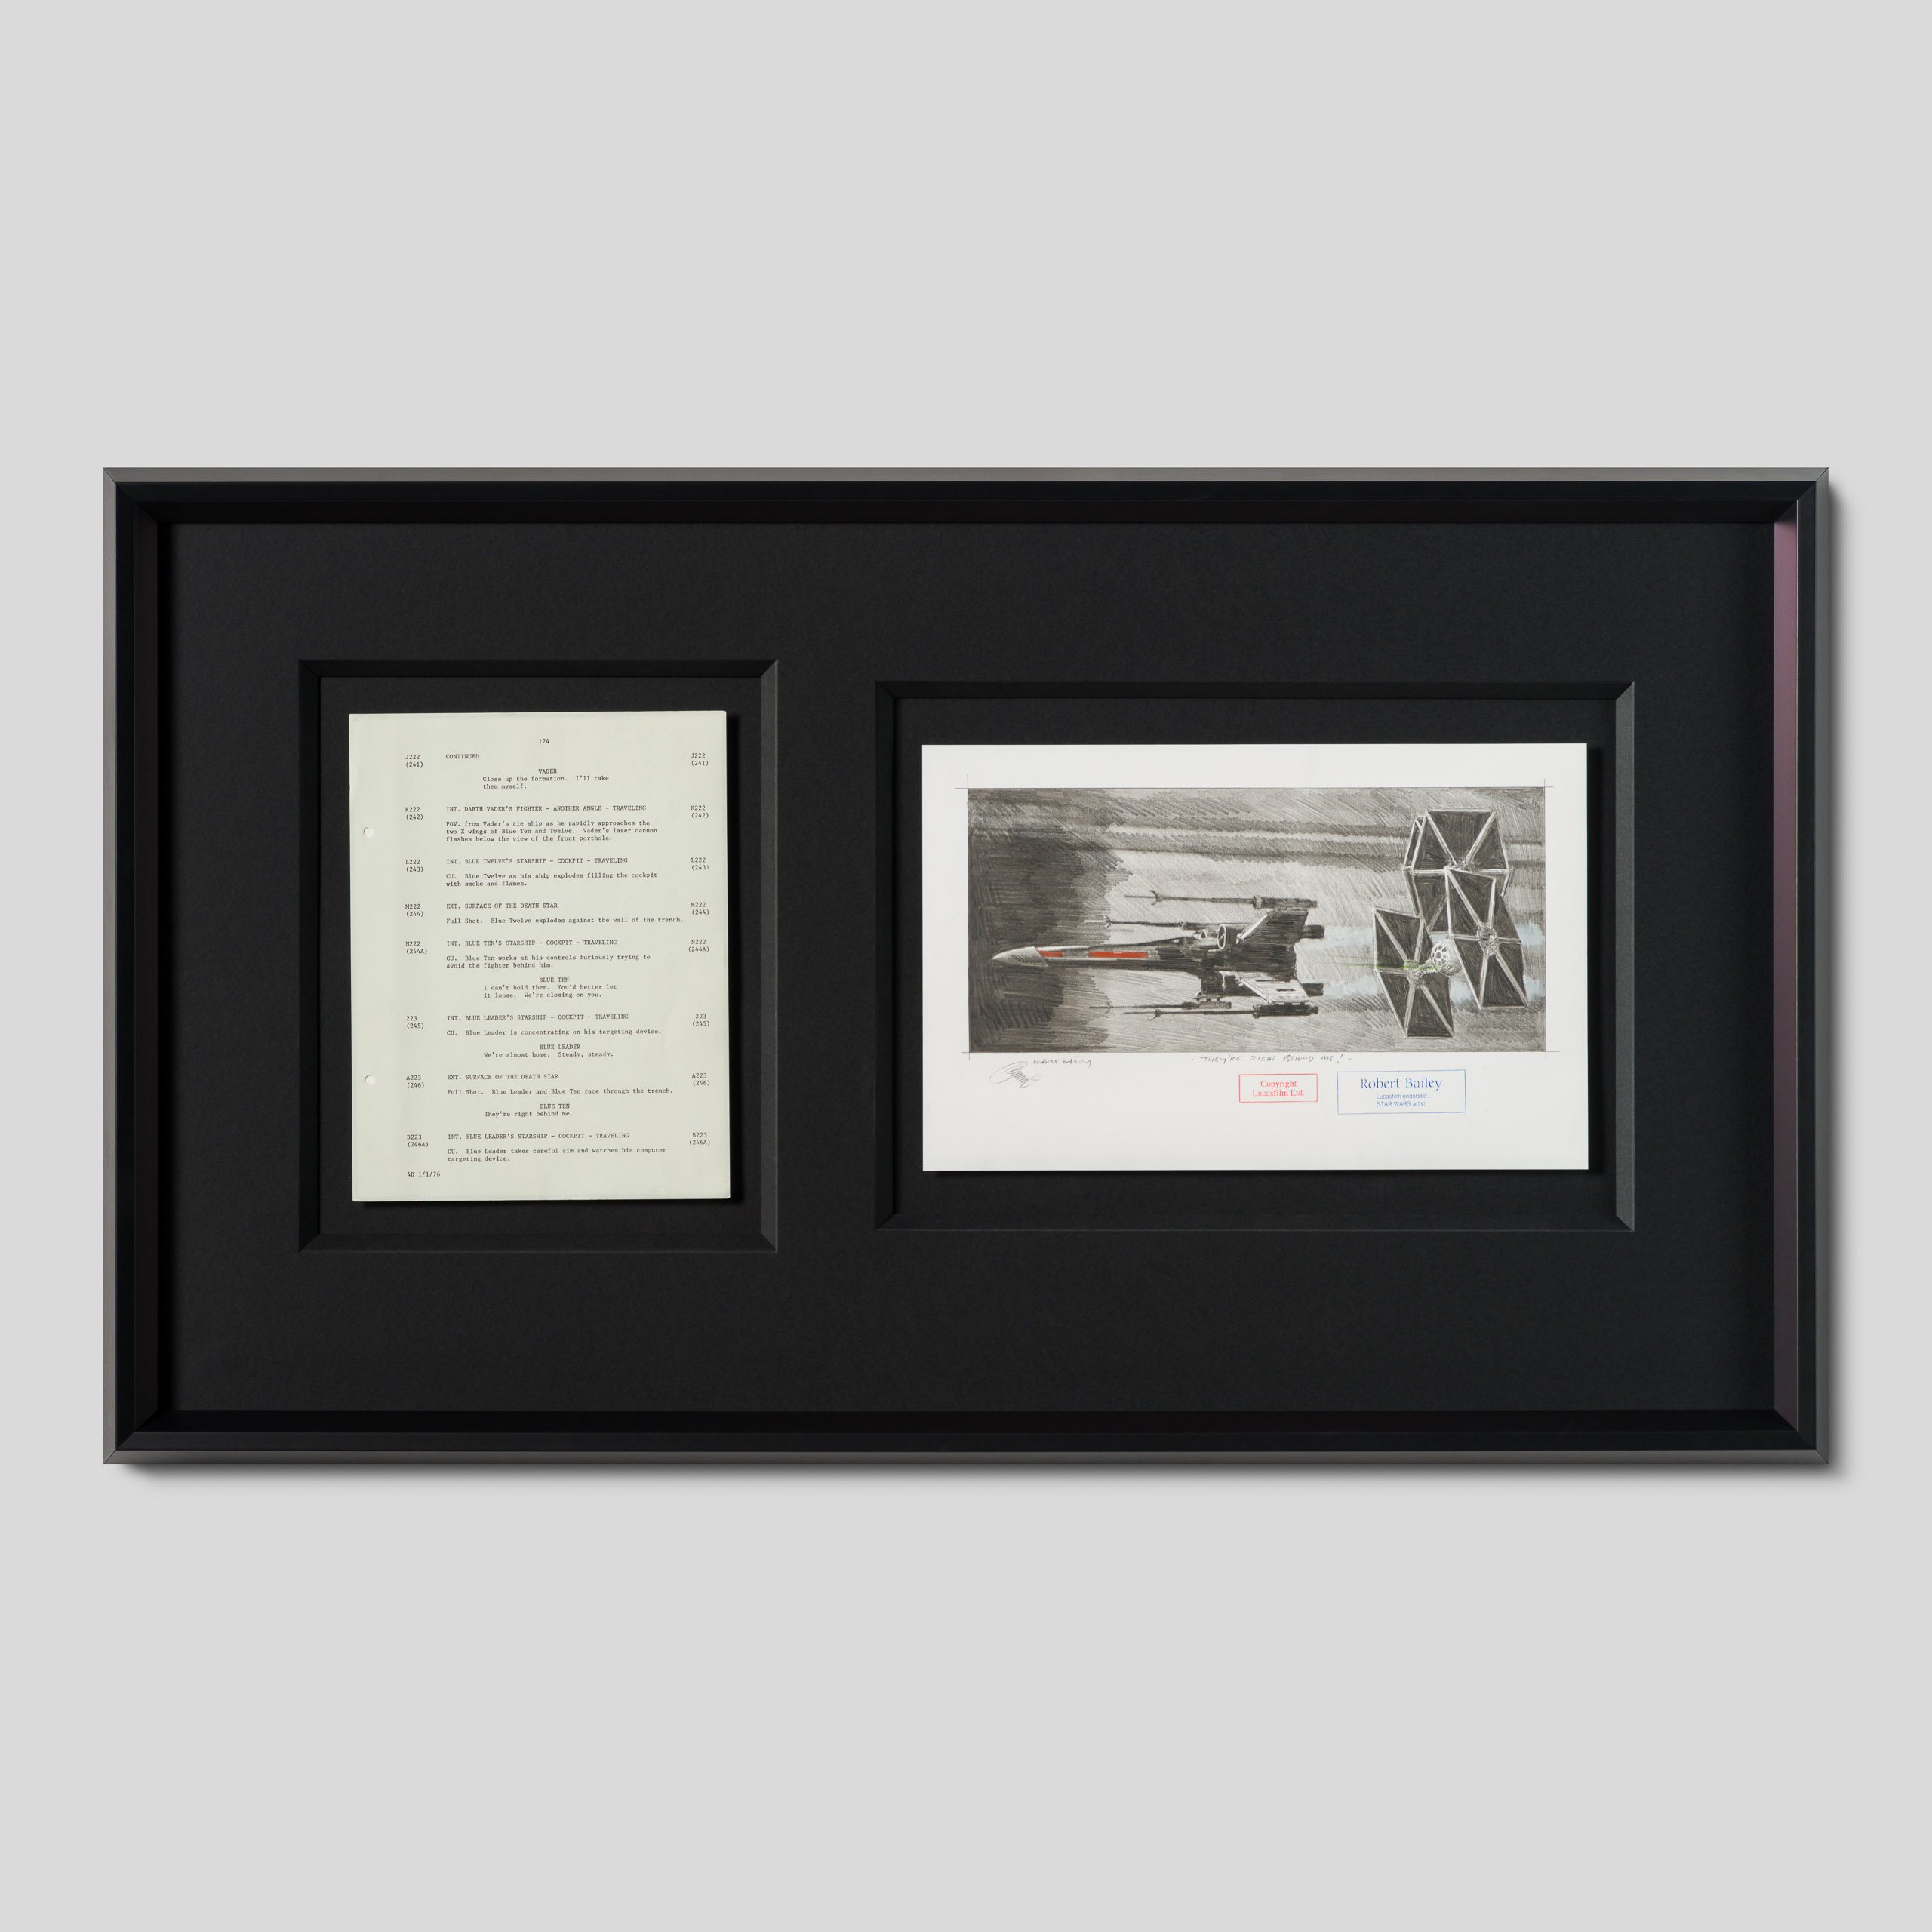 124
J222 CONTINUED J222
(241) (241)
VADER
Close up the formation. I'll take
them myself.
K222 INT. DARTH VADER'S FIGHTER - ANOTHER ANGLE - TRAVELING K222
(242) (242)
POV. from Vader's tie ship as he rapidly approaches the
two X wings of Blue Ten and Twelve. Vader's laser cannon
flashes below the view of the front porthole.
L222 INT. BLUE TWELVE'S STARSHIP - COCKPIT - TRAVELING L222
(243) (243)
CU. Blue Twelve as his ship explodes filling the cockpit
with smoke and flames.
M222 EXT. SURFACE OF THE DEATH STAR M222
(244) (244)
Full Shot. Blue Twelve explodes against the wall of the trench.
N222 INT. BLUE TEN'S STARSHIP - COCKPIT - TRAVELING N222
(244A) (244A)
CU. Blue Ten works at his controls furiously trying to
avoid the fighter behind him.
BLUE TEN
I can't hold them. You'd better let
it loose. We're closing on you.
223 INT. BLUE LEADER'S STARSHIP - COCKPIT - TRAVELING 223
(245) (245)
CU. Blue Leader is concentrating on his targeting device.
BLUE LEADER
We're almost home. Steady, steady.
A223 EXT. SURFACE OF THE DEATH STAR A223
(246) (246)
Full Shot. Blue Leader and Blue Ten race through the trench.
BLUE TEN
They're right behind me.
B223 INT. BLUE LEADER'S STARSHIP - COCKPIT - TRAVELING B223
(246A) (246A)
CU. Blue Leader takes careful aim and watches his computer
targeting device.
4D 1/1/76
ROBERT BAILEY
- "THEY'RE RIGHT BEHIND ME!" -
Copyright
Lucasfilm Ltd.
Robert Bailey
Lucasfilm endorsed
STAR WARS artist